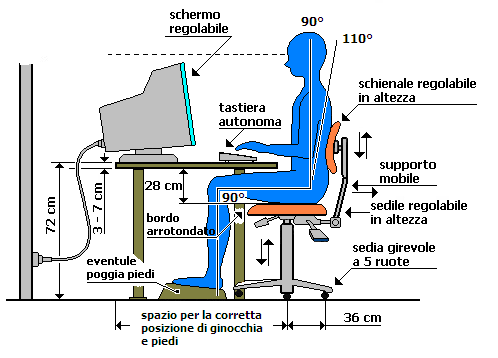 schermo
regolabile
90°
110°
schienale regolabile
in altezza
tastiera
autonoma
supporto
mobile
28 cm
3 - 7 cm
72 cm
90°
bordo
arrotondato
sedile regolabile
in altezza
eventule
poggia piedi
sedia girevole
a 5 ruote
spazio per la corretta
posizione di ginocchia
e piedi
36 cm